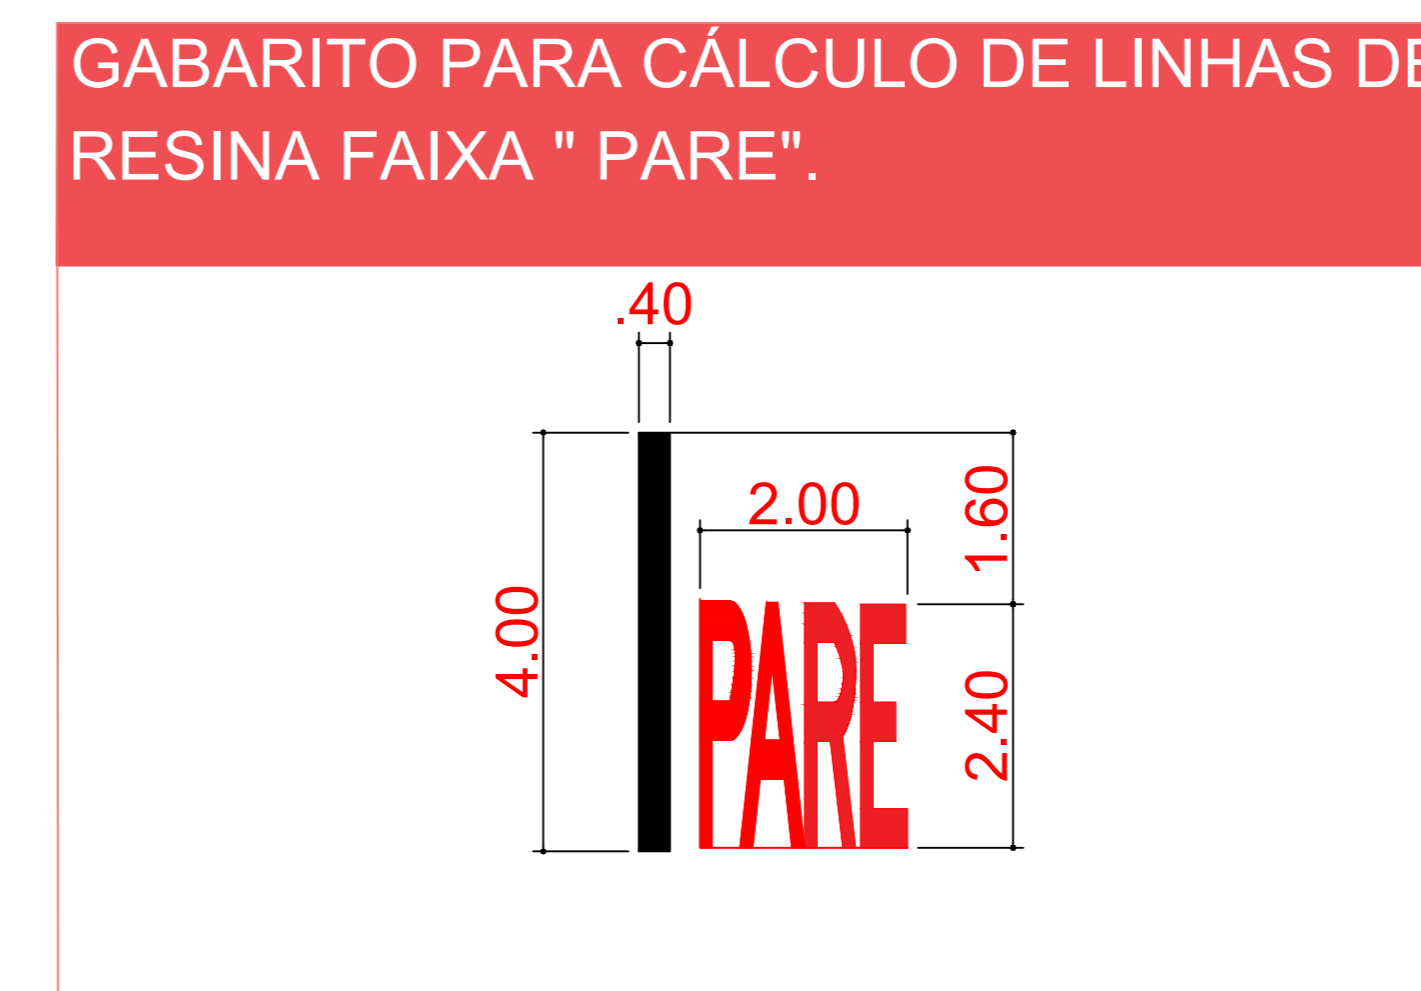 GABARITO PARA CÁLCULO DE LINHAS DE
RESINA FAIXA " PARE".
.40
2.00
1.60
4.00
2.40
PARE